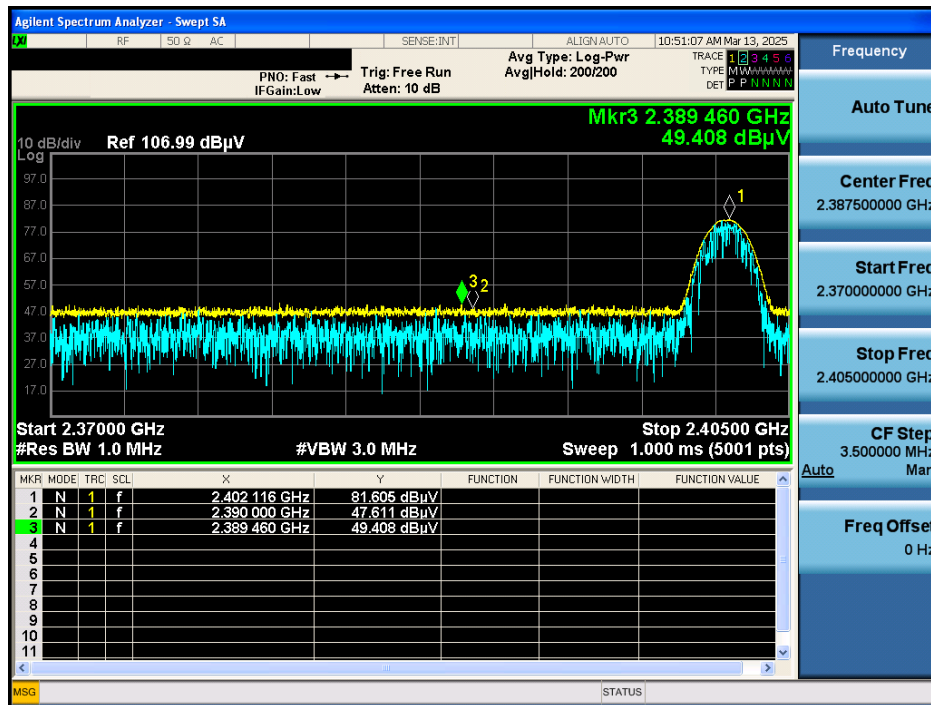 Agilent Spectrum Analyzer - Swept SA
LXI RF 50 Ω AC SENSE:INT ALIGN AUTO 10:51:07 AM Mar 13, 2025
PNO: Fast
IFGain:Low
Trig: Free Run
Atten: 10 dB
Avg Type: Log-Pwr
Avg|Hold: 200/200
TRACE 1 2 3 4 5 6
TYPE M W W W W W
DET P P N N N N
Mkr3 2.389 460 GHz
49.408 dBµV
10 dB/div Ref 106.99 dBµV
Log
97.0
87.0
77.0
67.0
57.0
47.0
37.0
27.0
17.0
1
3 2
Start 2.37000 GHz Stop 2.40500 GHz
#Res BW 1.0 MHz #VBW 3.0 MHz Sweep 1.000 ms (5001 pts)
MKR MODE TRC SCL X Y FUNCTION FUNCTION WIDTH FUNCTION VALUE
1 N 1 f 2.402 116 GHz 81.605 dBµV
2 N 1 f 2.390 000 GHz 47.611 dBµV
3 N 1 f 2.389 460 GHz 49.408 dBµV
4
5
6
7
8
9
10
11
MSG STATUS
Frequency
Auto Tune
Center Freq
2.387500000 GHz
Start Freq
2.370000000 GHz
Stop Freq
2.405000000 GHz
CF Step
3.500000 MHz
Auto Man
Freq Offset
0 Hz